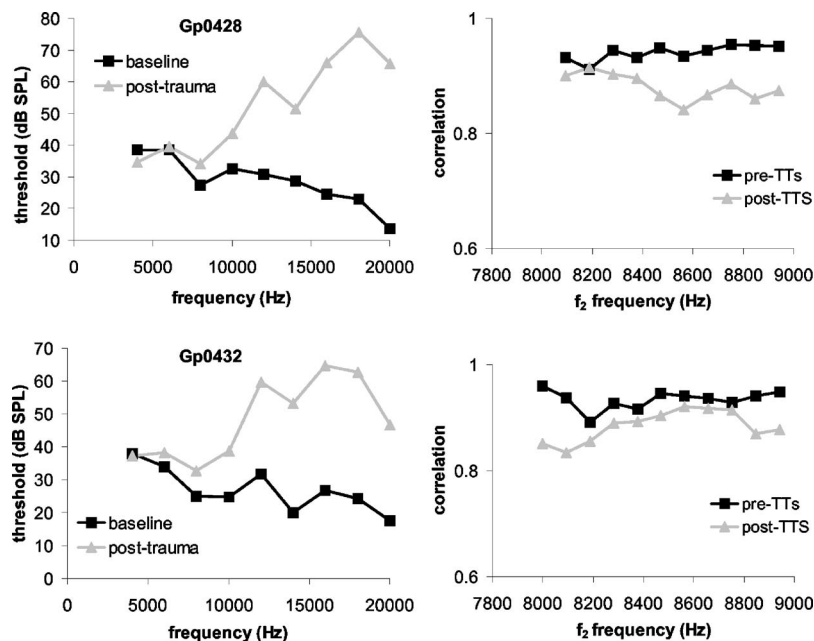 Gp0428
80
70
60
50
40
30
20
10
threshold (dB SPL)
baseline
post-trauma
0 5000 10000 15000 20000
frequency (Hz)
1
0.8
0.6
correlation
pre-TTs
post-TTS
7800 8000 8200 8400 8600 8800 9000
f₂ frequency (Hz)
Gp0432
70
60
50
40
30
20
10
0
threshold (dB SPL)
baseline
post-trauma
0 5000 10000 15000 20000
frequency (Hz)
1
0.8
0.6
correlation
pre-TTs
post-TTS
7800 8000 8200 8400 8600 8800 9000
f₂ frequency (Hz)